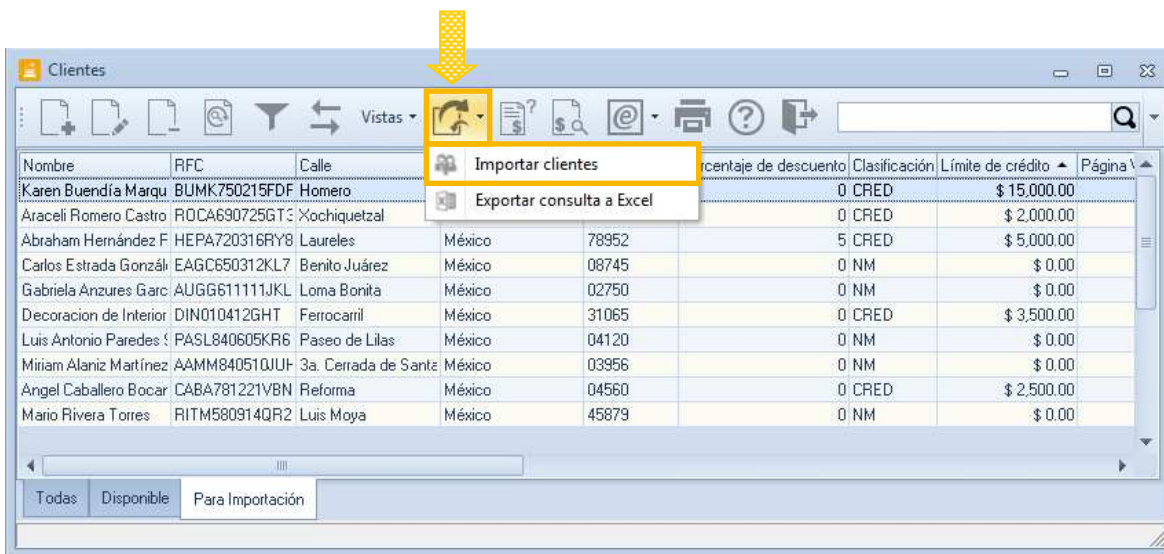 Clientes
Vistas
Importar clientes
Exportar consulta a Excel
Nombre RFC Calle rcentaje de descuento Clasificación Límite de crédito Página
Karen Buendía Marqu BUMK750215FDF Homero 0 CRED $ 15,000.00
Araceli Romero Castro ROCA690725GT3 Xochiquetzal 0 CRED $ 2,000.00
Abraham Hernández F HEPA720316RY8 Laureles México 78952 5 CRED $ 5,000.00
Carlos Estrada Gonzál EAGC650312KL7 Benito Juárez México 08745 0 NM $ 0.00
Gabriela Anzures Garc AUGG611111JKL Loma Bonita México 02750 0 NM $ 0.00
Decoracion de Interior DIN010412GHT Ferrocarril México 31065 0 CRED $ 3,500.00
Luis Antonio Paredes PASL840605KR6 Paseo de Lilas México 04120 0 NM $ 0.00
Miriam Alaniz Martínez AAMM840510JUH 3a. Cerrada de Santa México 03956 0 NM $ 0.00
Angel Caballero Bocar CABA781221VBN Reforma México 04560 0 CRED $ 2,500.00
Mario Rivera Torres RITM580914QR2 Luis Moya México 45879 0 NM $ 0.00
Todas Disponible Para Importación